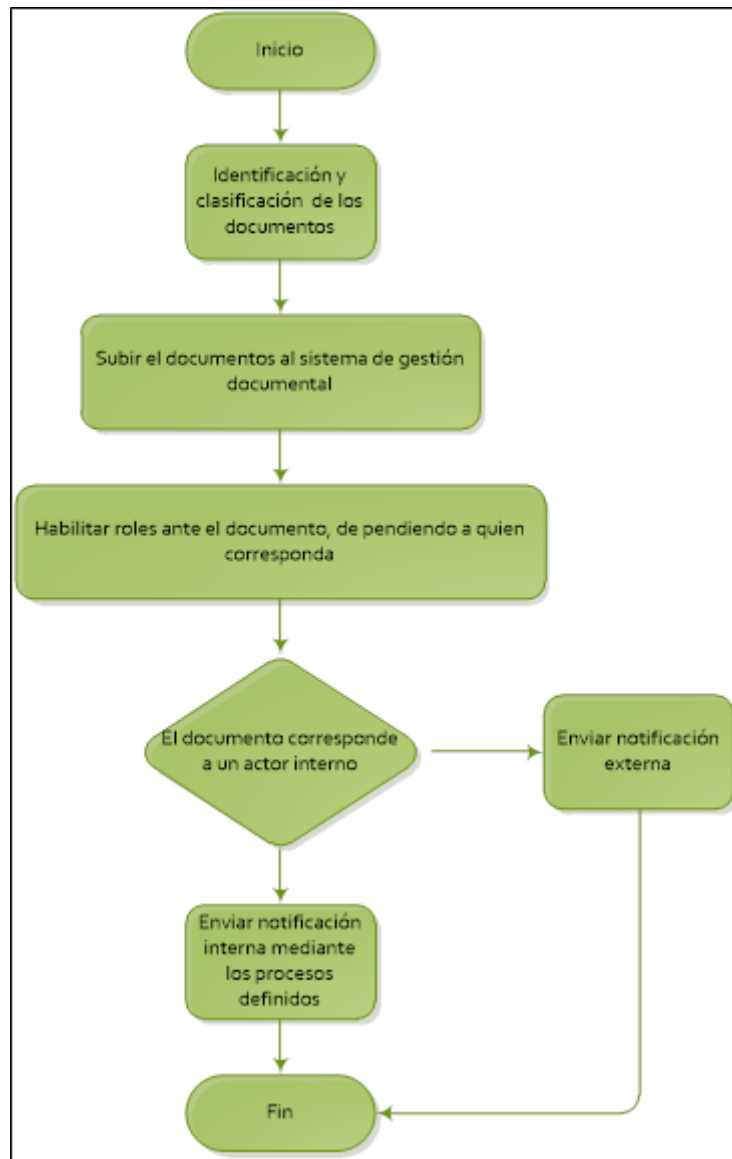 Inicio
Identificación y
clasificación de los
documentos
Subir el documentos al sistema de gestión
documental
Habilitar roles ante el documento, de pendiendo a quien
corresponda
El documento corresponde
a un actor interno
Enviar notificación
externa
Enviar notificación
interna mediante
los procesos
definidos
Fin